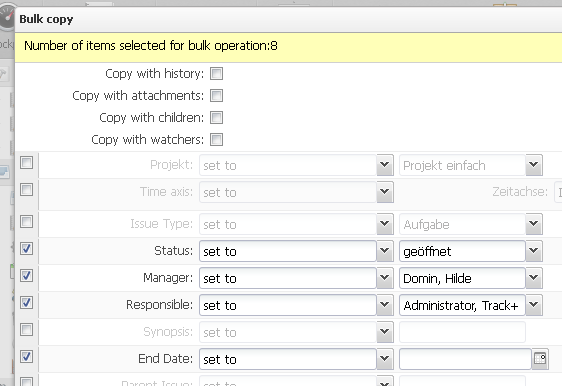 Bulk copy
Number of items selected for bulk operation:8
Copy with history:
Copy with attachments:
Copy with children:
Copy with watchers:
Projekt: set to Projekt einfach
Time axis: set to Zeitachse:
Issue Type: set to Aufgabe
Status: set to geöffnet
Manager: set to Domin, Hilde
Responsible: set to Administrator, Track+
Synopsis: set to
End Date: set to
Parent Issue: set to